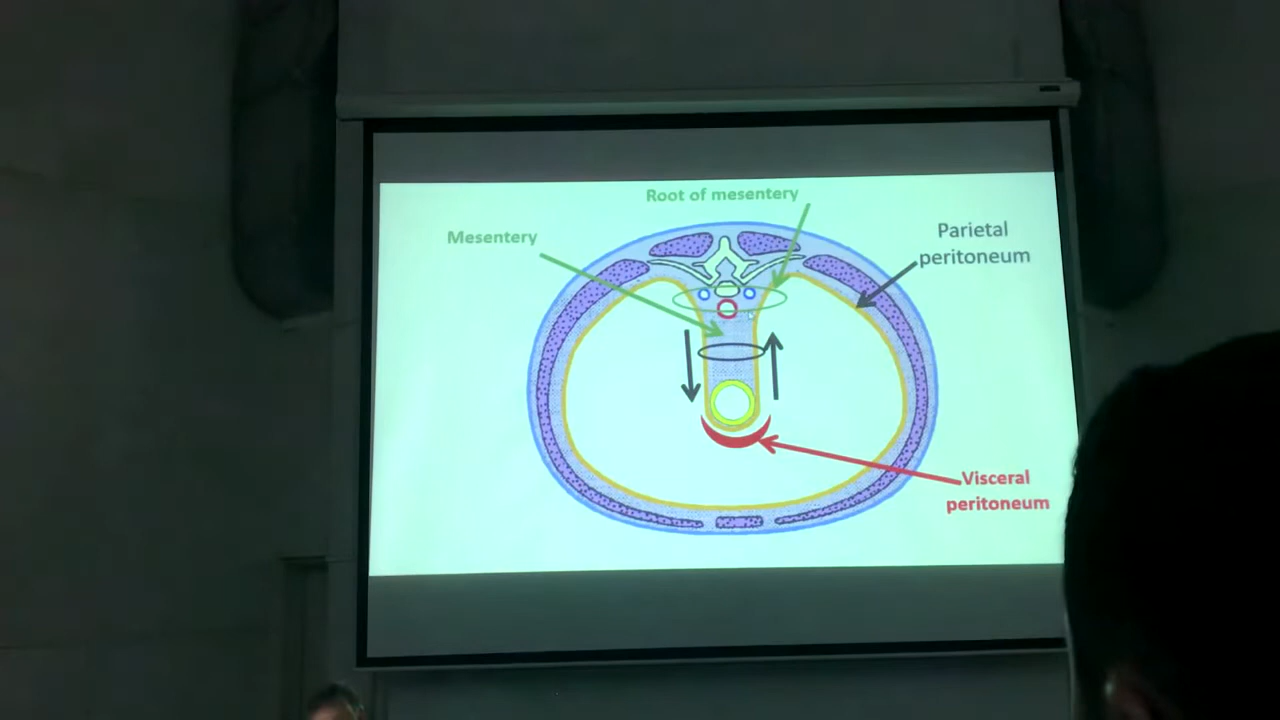 Root of mesentery
Mesentery
Parietal
peritoneum
Visceral
peritoneum